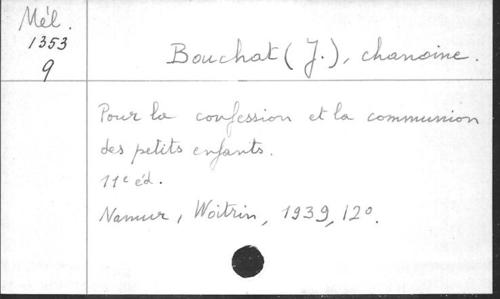 Mél.
1353
9
Bouchat (J.), chanoine.
Pour la confession et la communion
des petits enfants.
11e éd.
Namur, Woitrin, 1939, 12o.